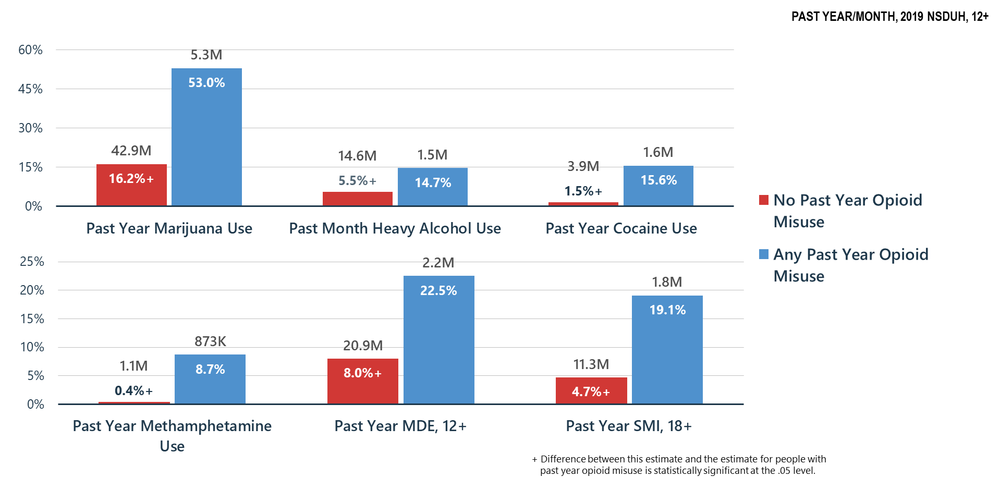 PAST YEAR/MONTH, 2019 NSDUH, 12+
60%
45%
30%
15%
0%
42.9M
16.2%+
5.3M
53.0%
14.6M
5.5%+
1.5M
14.7%
3.9M
1.5%+
1.6M
15.6%
Past Year Marijuana Use
Past Month Heavy Alcohol Use
Past Year Cocaine Use
No Past Year Opioid
Misuse
Any Past Year Opioid
Misuse
25%
20%
15%
10%
5%
0%
1.1M
0.4%+
873K
8.7%
20.9M
8.0%+
2.2M
22.5%
11.3M
4.7%+
1.8M
19.1%
Past Year Methamphetamine
Use
Past Year MDE, 12+
Past Year SMI, 18+
+ Difference between this estimate and the estimate for people with
past year opioid misuse is statistically significant at the .05 level.